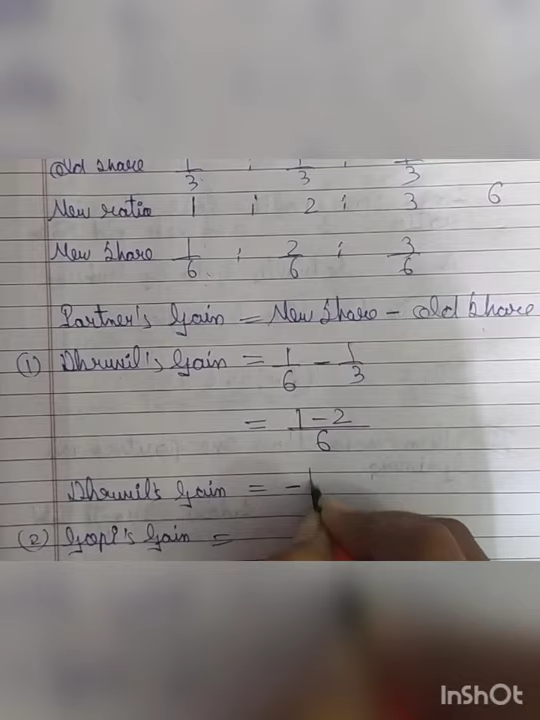 Old share 1/3 : 1/3 : 1/3
New ratio 1 : 2 : 3 6
New share 1/6 : 2/6 : 3/6
Partner's Gain = New share - Old share
(1) Dhruvil's Gain = 1/6 - 1/3
= 1-2/6
Dhruvil's Gain = -1
(2) Gopi's Gain =
InShOt